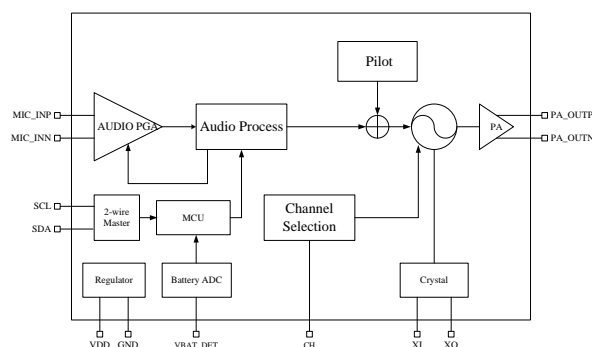 Pilot
MIC_INP
AUDIO PGA
Audio Process
PA
PA_OUTP
MIC_INN
PA_OUTN
SCL
2-wire
Master
MCU
Channel
Selection
SDA
Regulator
Battery ADC
Crystal
VDD
GND
VBAT_DET
CH
XI
XO